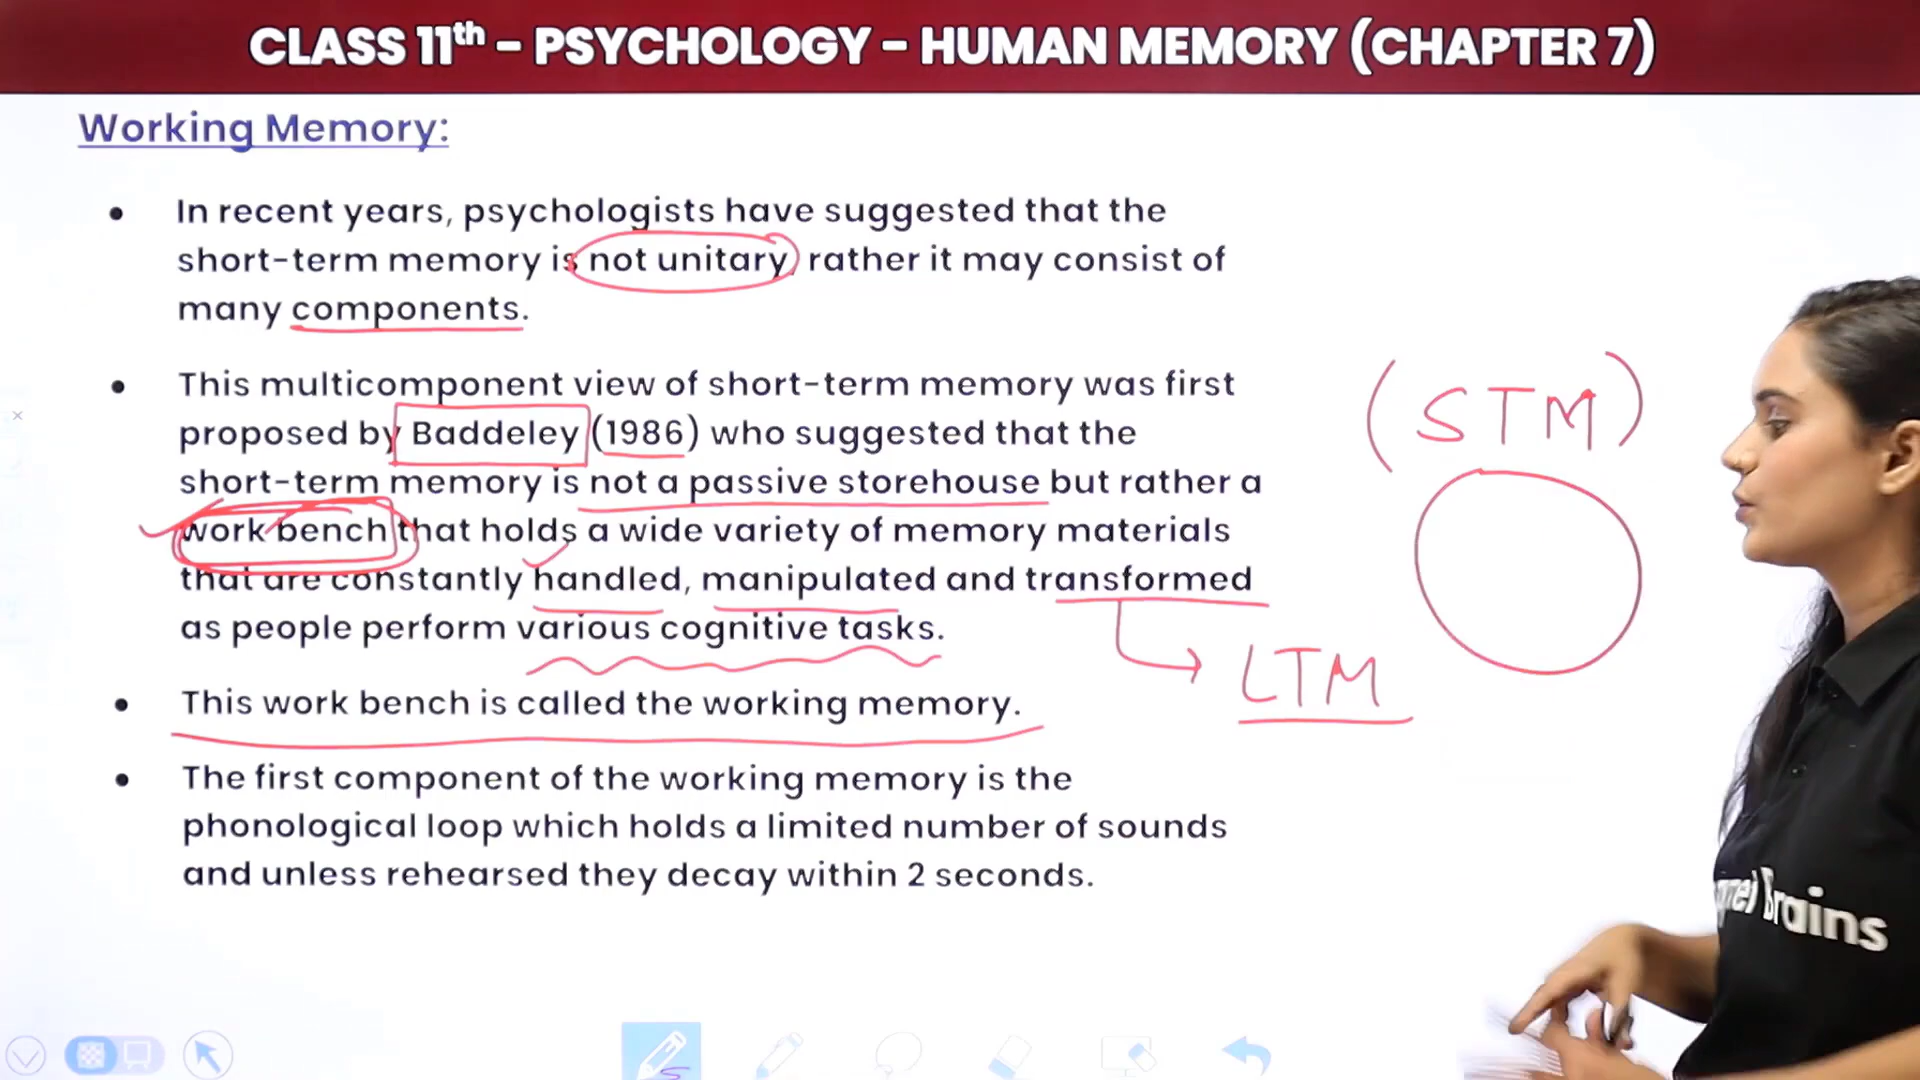 CLASS 11th - PSYCHOLOGY - HUMAN MEMORY (CHAPTER 7)
Working Memory:
• In recent years, psychologists have suggested that the
short-term memory is not unitary, rather it may consist of
many components.
• This multicomponent view of short-term memory was first
proposed by Baddeley (1986) who suggested that the
short-term memory is not a passive storehouse but rather a
work bench that holds a wide variety of memory materials
that are constantly handled, manipulated and transformed
as people perform various cognitive tasks.
• This work bench is called the working memory.
• The first component of the working memory is the
phonological loop which holds a limited number of sounds
and unless rehearsed they decay within 2 seconds.
(STM)
LTM
Brains